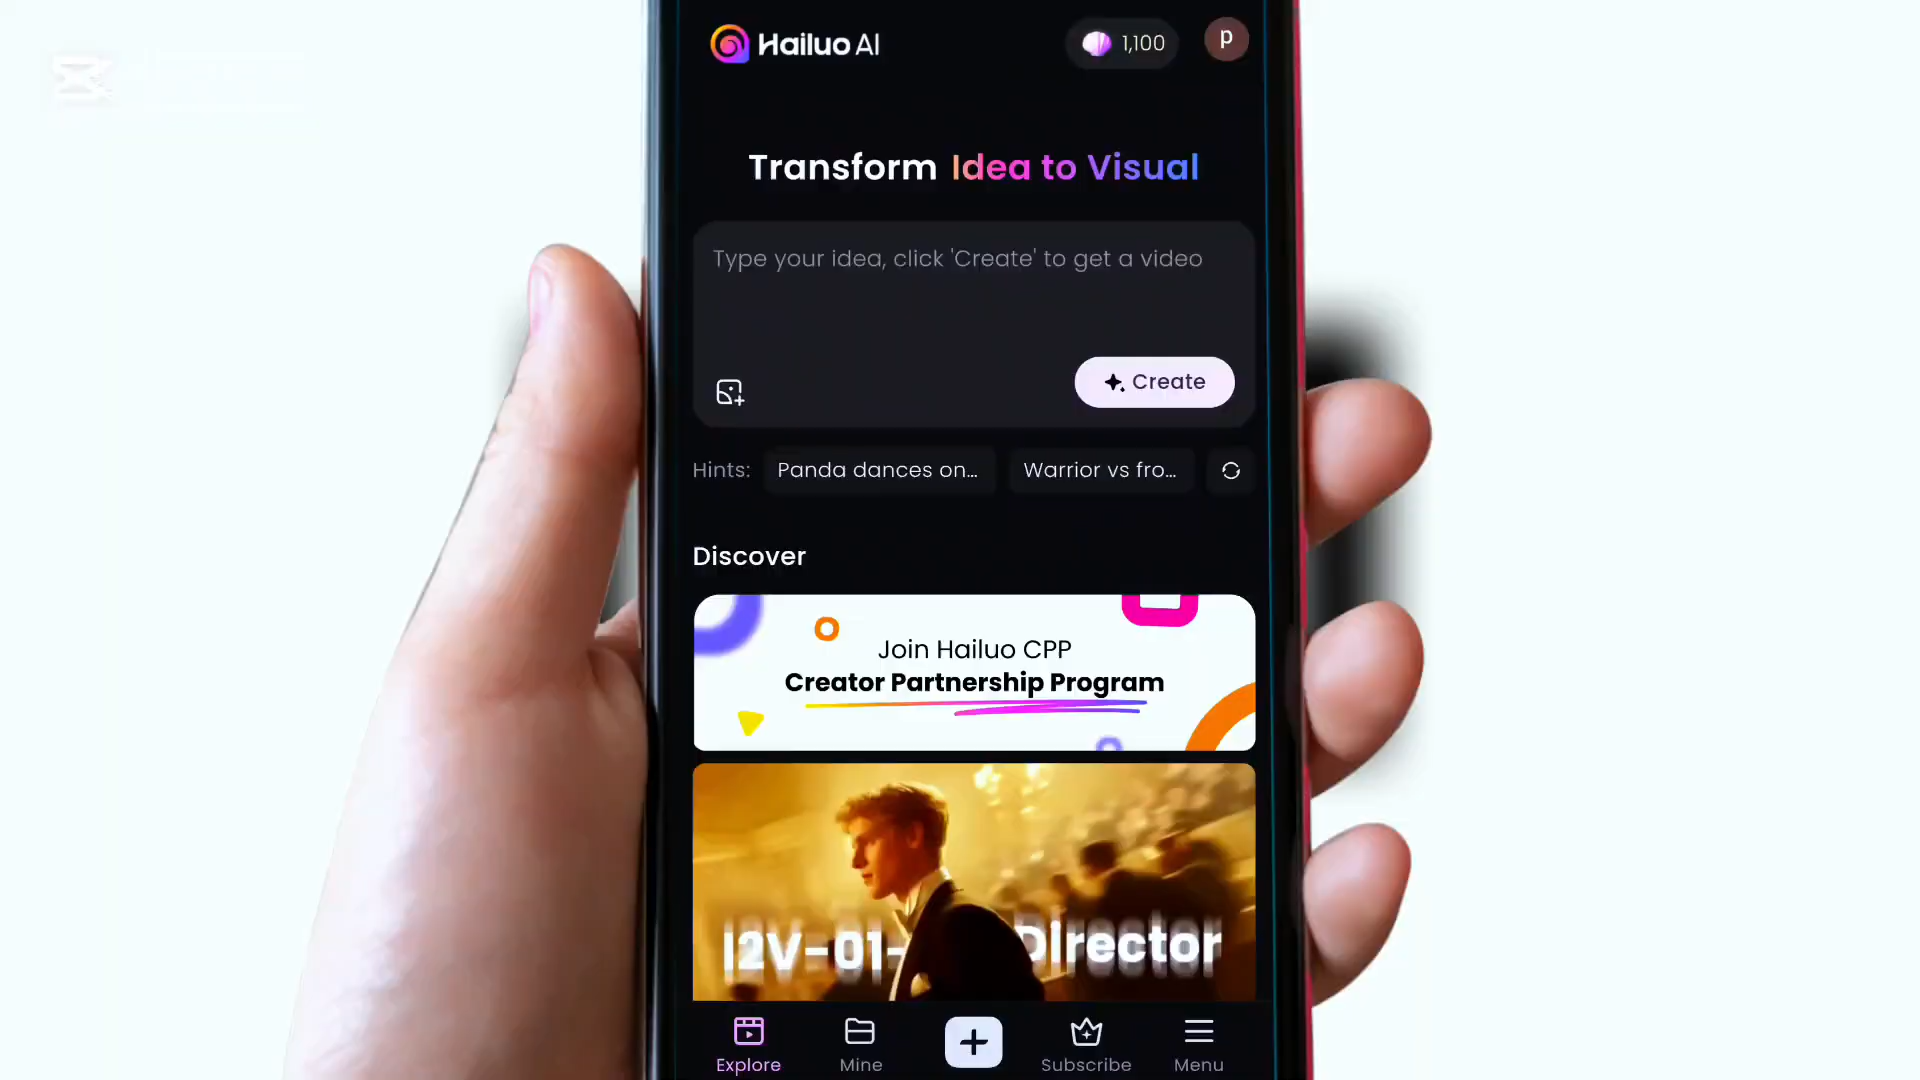 Hailuo AI
1,100
p
Transform Idea to Visual
Type your idea, click 'Create' to get a video
Create
Hints:
Panda dances on...
Warrior vs fro...
Discover
Join Hailuo CPP
Creator Partnership Program
I2V-01-Director
Explore
Mine
Subscribe
Menu